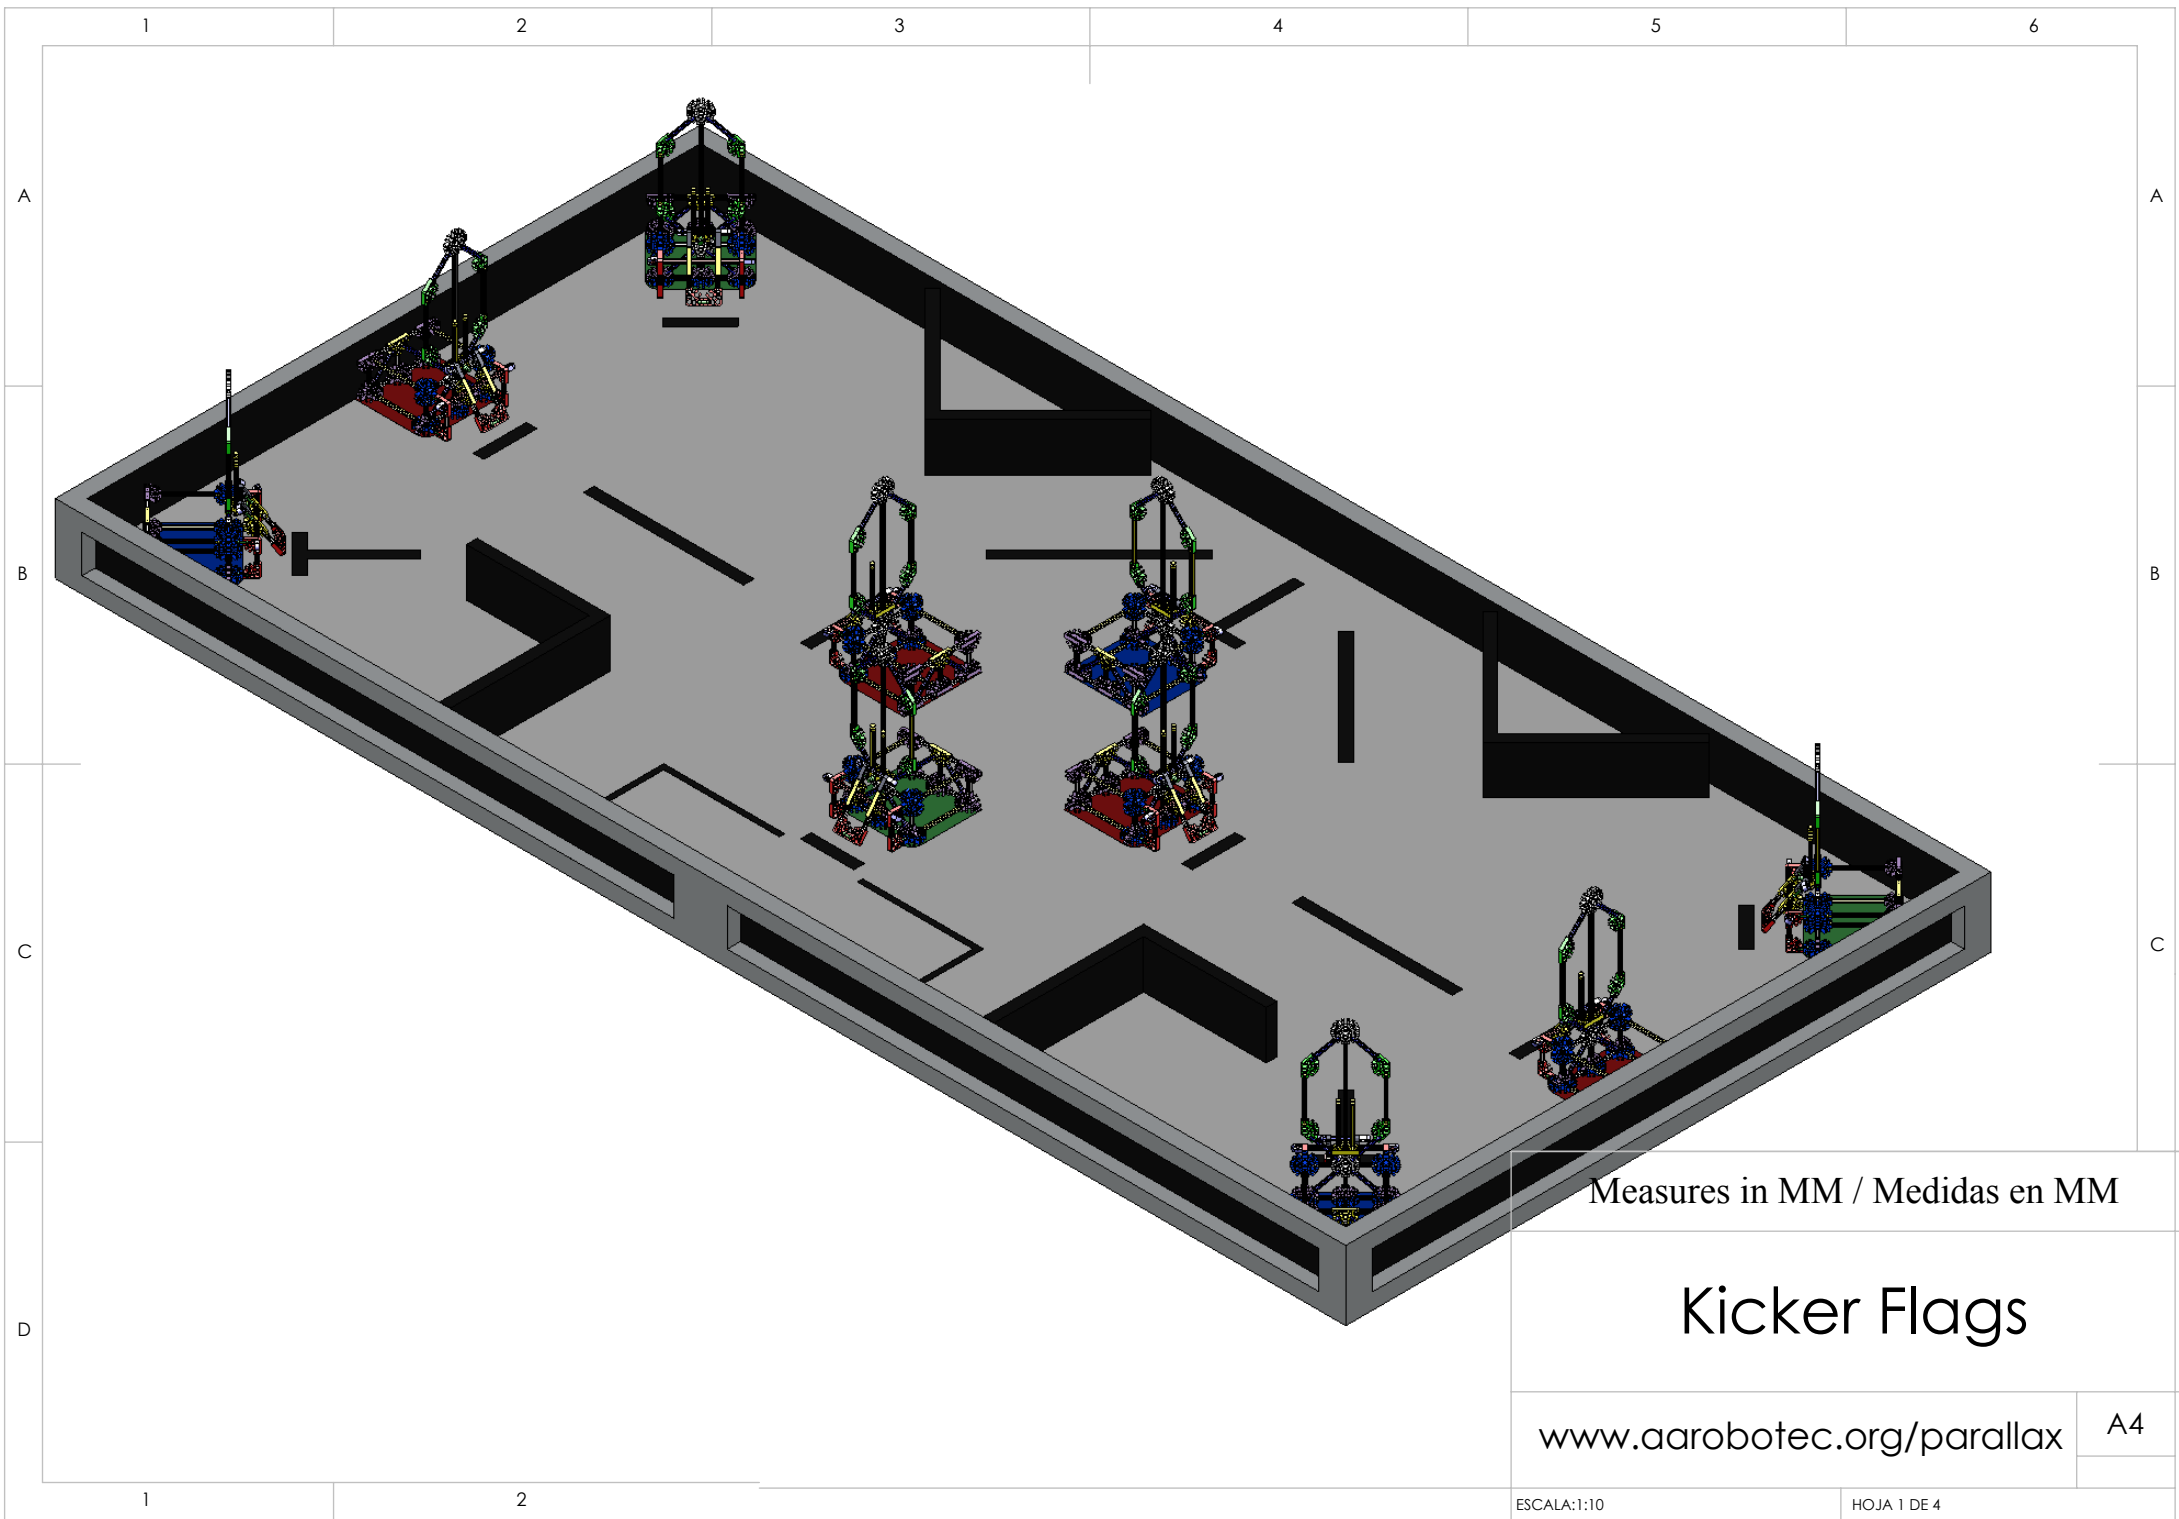 1 2 3 4 5 6
A A
B B
C C
Measures in MM / Medidas en MM
Kicker Flags
D
www.aarobotec.org/parallax A4
1 2
ESCALA:1:10 HOJA 1 DE 4